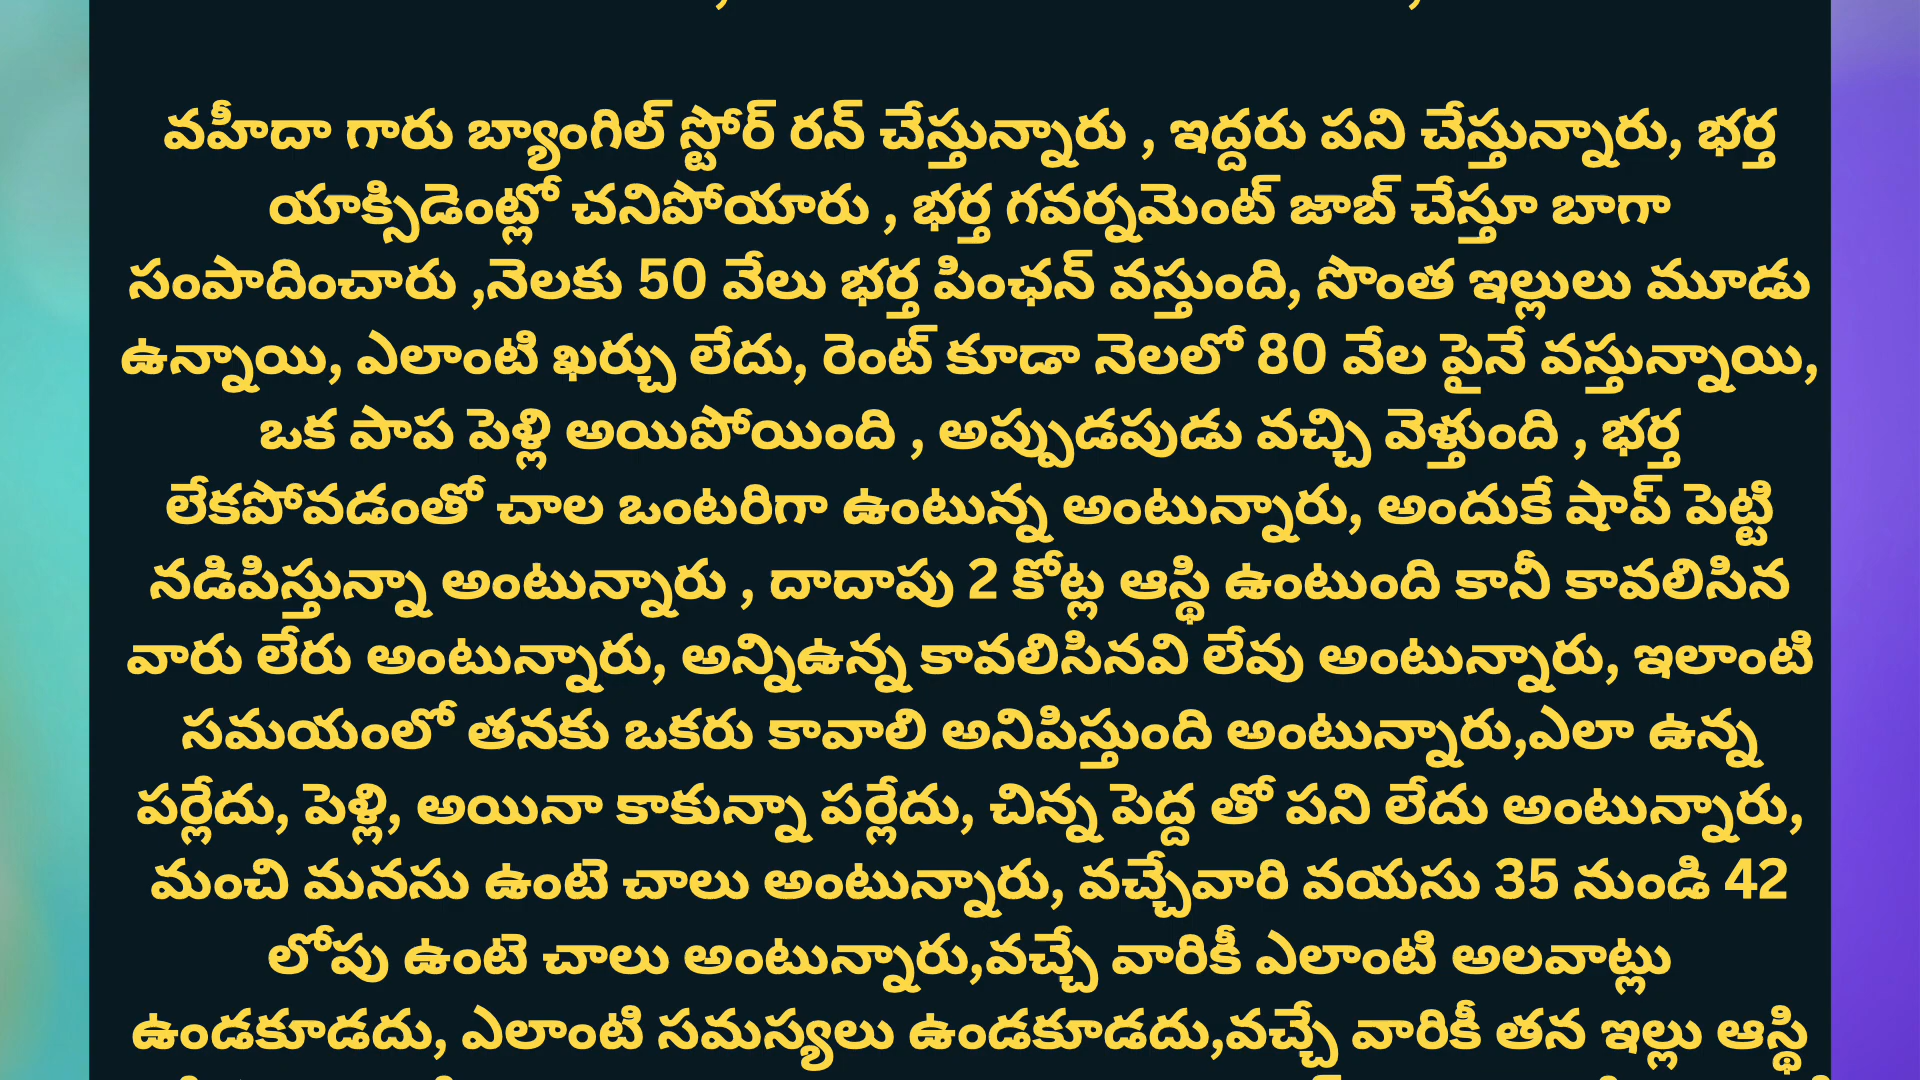 వహీదా గారు బ్యాంగిల్ స్టోర్ రన్ చేస్తున్నారు , ఇద్దరు పని చేస్తున్నారు, భర్త
యాక్సిడెంట్లో చనిపోయారు , భర్త గవర్నమెంట్ జాబ్ చేస్తూ బాగా
సంపాదించారు ,నెలకు 50 వేలు భర్త పింఛన్ వస్తుంది, సొంత ఇల్లులు మూడు
ఉన్నాయి, ఎలాంటి ఖర్చు లేదు, రెంట్ కూడా నెలలో 80 వేల పైనే వస్తున్నాయి,
ఒక పాప పెళ్లి అయిపోయింది , అప్పుడపుడు వచ్చి వెళ్తుంది , భర్త
లేకపోవడంతో చాల ఒంటరిగా ఉంటున్న అంటున్నారు, అందుకే షాప్ పెట్టి
నడిపిస్తున్నా అంటున్నారు , దాదాపు 2 కోట్ల ఆస్థి ఉంటుంది కానీ కావలిసిన
వారు లేరు అంటున్నారు, అన్నిఉన్న కావలిసినవి లేవు అంటున్నారు, ఇలాంటి
సమయంలో తనకు ఒకరు కావాలి అనిపిస్తుంది అంటున్నారు,ఎలా ఉన్న
పర్లేదు, పెళ్లి, అయినా కాకున్నా పర్లేదు, చిన్న పెద్ద తో పని లేదు అంటున్నారు,
మంచి మనసు ఉంటె చాలు అంటున్నారు, వచ్చేవారి వయసు 35 నుండి 42
లోపు ఉంటె చాలు అంటున్నారు,వచ్చే వారికీ ఎలాంటి అలవాట్లు
ఉండకూడదు, ఎలాంటి సమస్యలు ఉండకూడదు,వచ్చే వారికీ తన ఇల్లు ఆస్థి